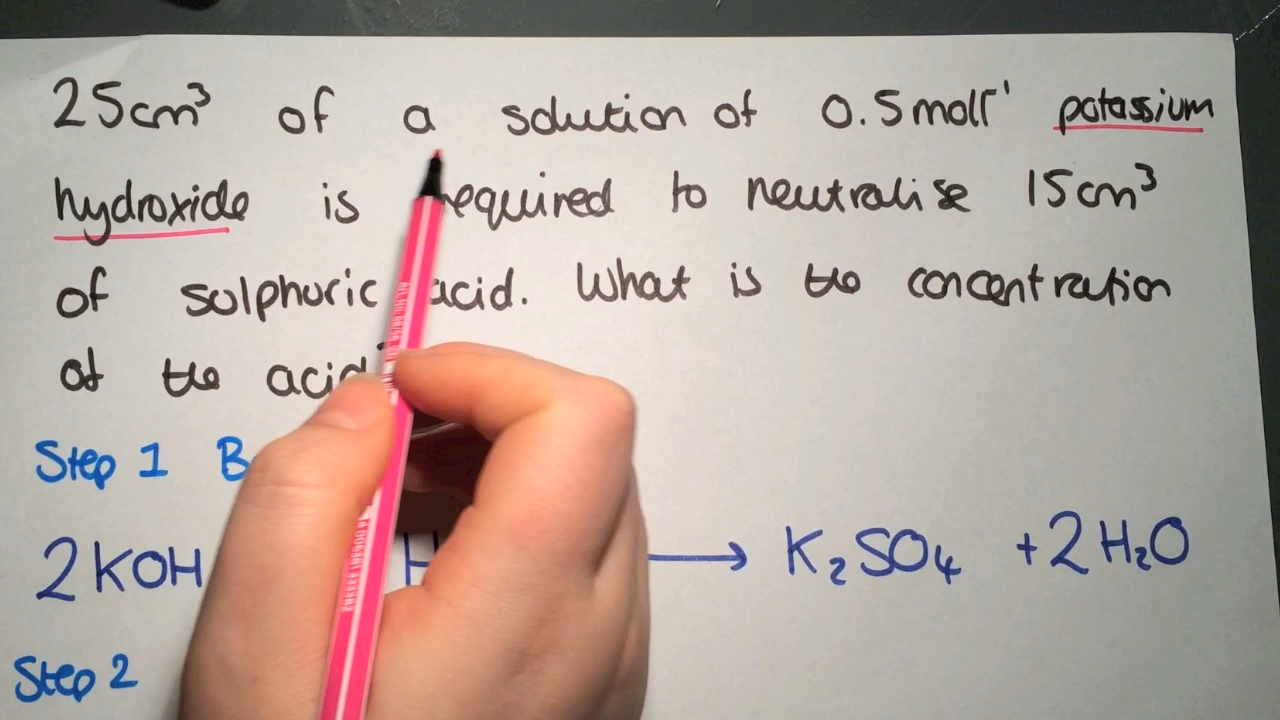 25cm³ of a solution of 0.5moll⁻¹ potassium
hydroxide is required to neutralise 15cm³
of sulphuric acid. What is the concentration
of the acid
Step 1 B
2KOH H → K₂SO₄ +2H₂O
Step 2